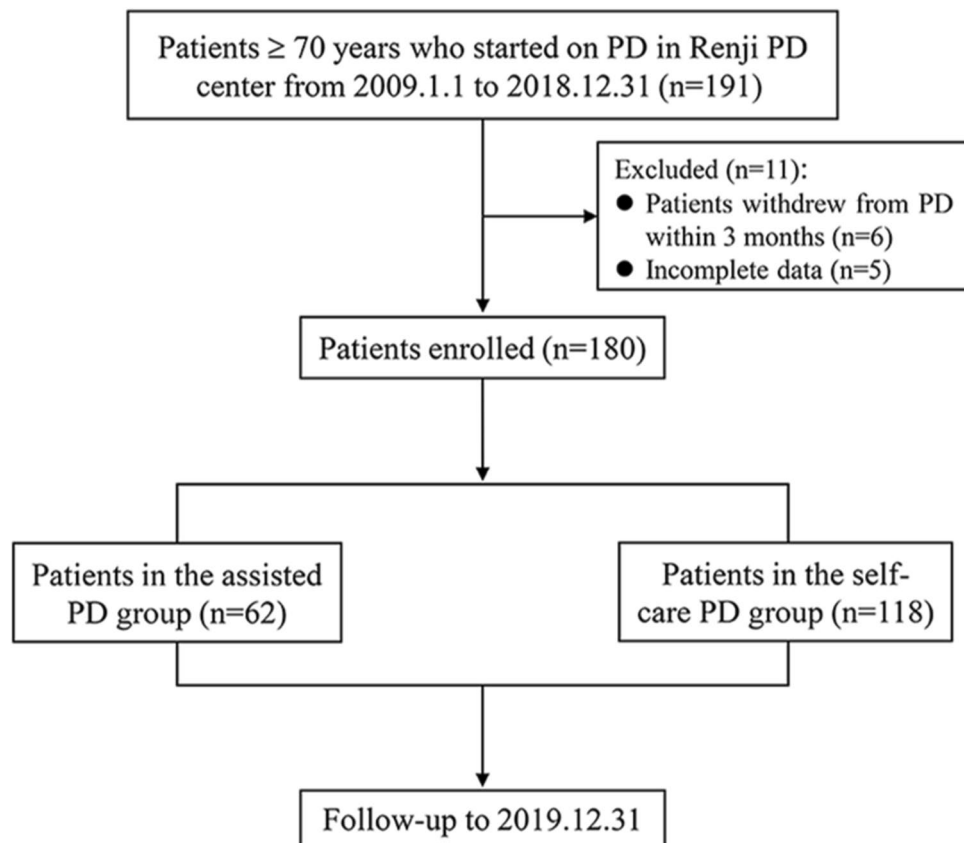 Patients ≥ 70 years who started on PD in Renji PD
center from 2009.1.1 to 2018.12.31 (n=191)
Excluded (n=11):
● Patients withdrew from PD
within 3 months (n=6)
● Incomplete data (n=5)
Patients enrolled (n=180)
Patients in the assisted
PD group (n=62)
Patients in the self-
care PD group (n=118)
Follow-up to 2019.12.31